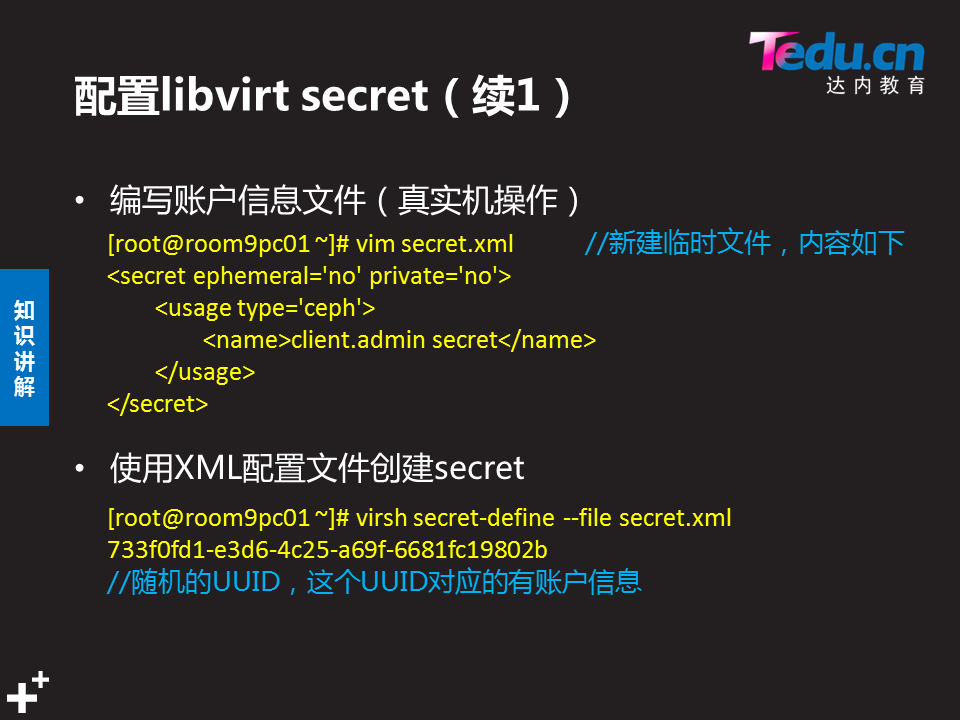 Tedu.cn
达内教育
配置libvirt secret（续1）
• 编写账户信息文件（真实机操作）
[root@room9pc01 ~]# vim secret.xml //新建临时文件，内容如下
<secret ephemeral='no' private='no'>
<usage type='ceph'>
<name>client.admin secret</name>
</usage>
</secret>
知识讲解
• 使用XML配置文件创建secret
[root@room9pc01 ~]# virsh secret-define --file secret.xml
733f0fd1-e3d6-4c25-a69f-6681fc19802b
//随机的UUID，这个UUID对应的有账户信息